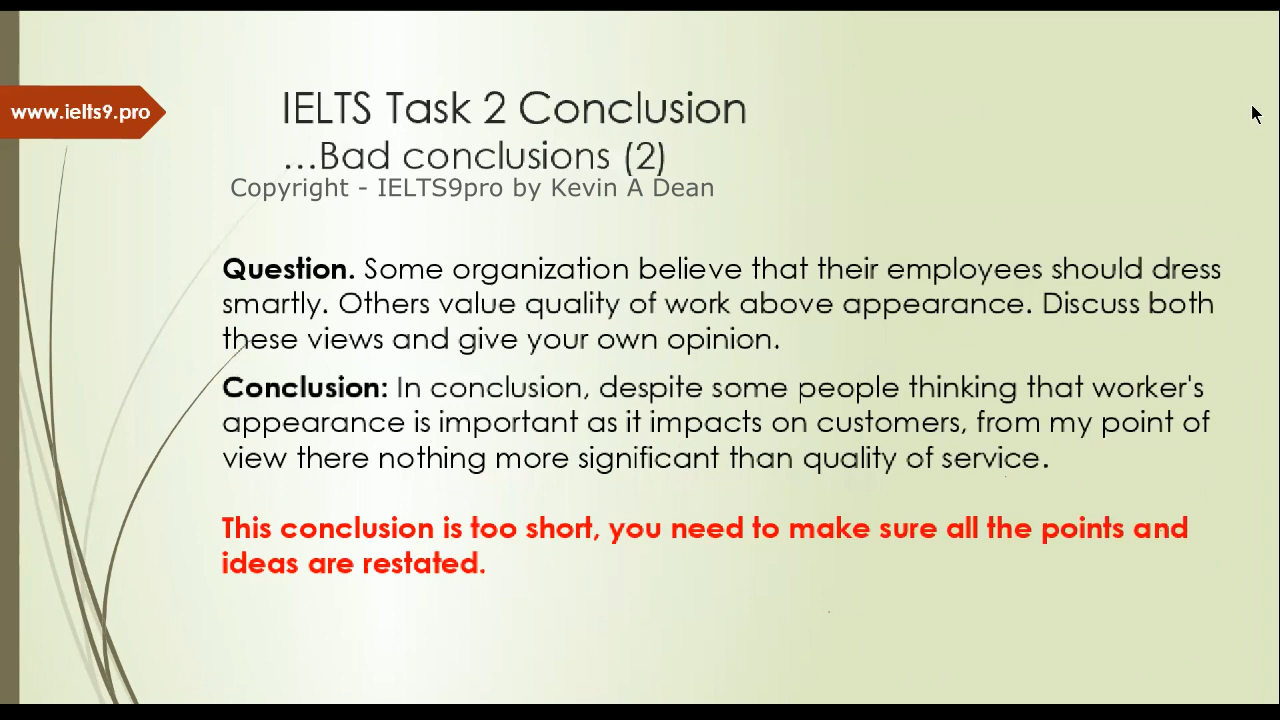 www.ielts9.pro
IELTS Task 2 Conclusion
...Bad conclusions (2)
Copyright - IELTS9pro by Kevin A Dean
Question. Some organization believe that their employees should dress
smartly. Others value quality of work above appearance. Discuss both
these views and give your own opinion.
Conclusion: In conclusion, despite some people thinking that worker's
appearance is important as it impacts on customers, from my point of
view there nothing more significant than quality of service.
This conclusion is too short, you need to make sure all the points and
ideas are restated.